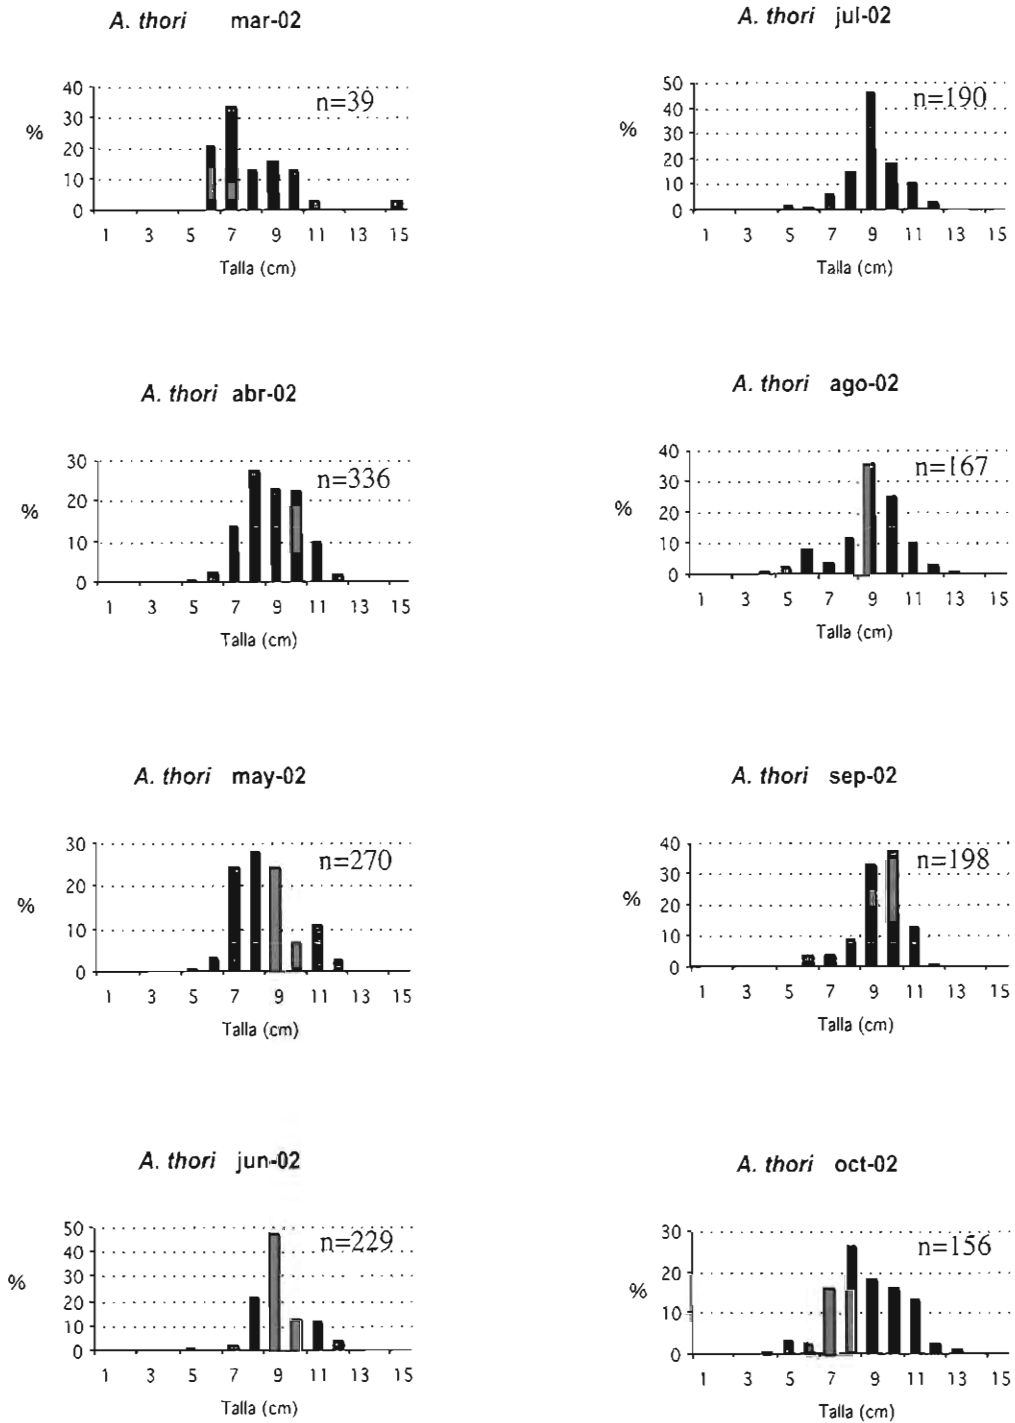 A. thori mar-02
40
30
20
10
0
%
n=39
1 3 5 7 9 11 13 15
Talla (cm)
A. thori abr-02
30
20
10
0
%
n=336
1 3 5 7 9 11 13 15
Talla (cm)
A. thori may-02
30
20
10
0
%
n=270
1 3 5 7 9 11 13 15
Talla (cm)
A. thori jun-02
50
40
30
20
10
0
%
n=229
1 3 5 7 9 11 13 15
Talla (cm)
A. thori jul-02
50
40
30
20
10
0
%
n=190
1 3 5 7 9 11 13 15
Talla (cm)
A. thori ago-02
40
30
20
10
0
%
n=167
1 3 5 7 9 11 13 15
Talla (cm)
A. thori sep-02
40
30
20
10
0
%
n=198
1 3 5 7 9 11 13 15
Talla (cm)
A. thori oct-02
30
20
10
0
%
n=156
1 3 5 7 9 11 13 15
Talla (cm)